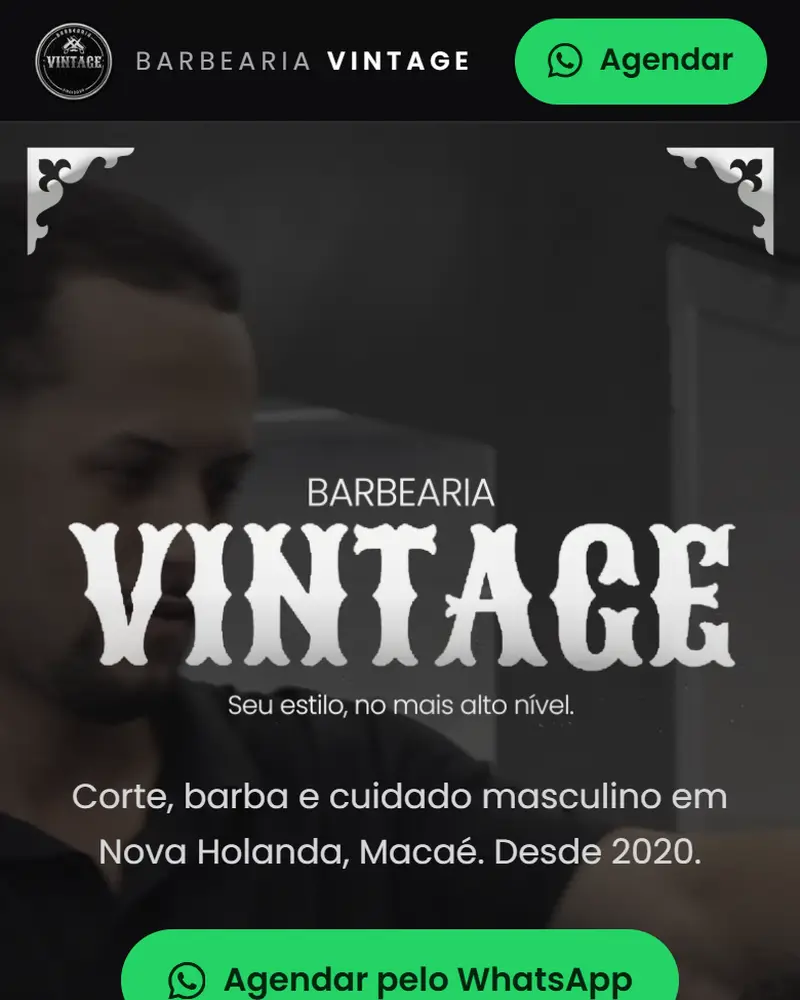 VINTAGE
BARBEARIA VINTAGE
Agendar
BARBEARIA
VINTAGE
Seu estilo, no mais alto nível.
Corte, barba e cuidado masculino em
Nova Holanda, Macaé. Desde 2020.
Agendar pelo WhatsApp